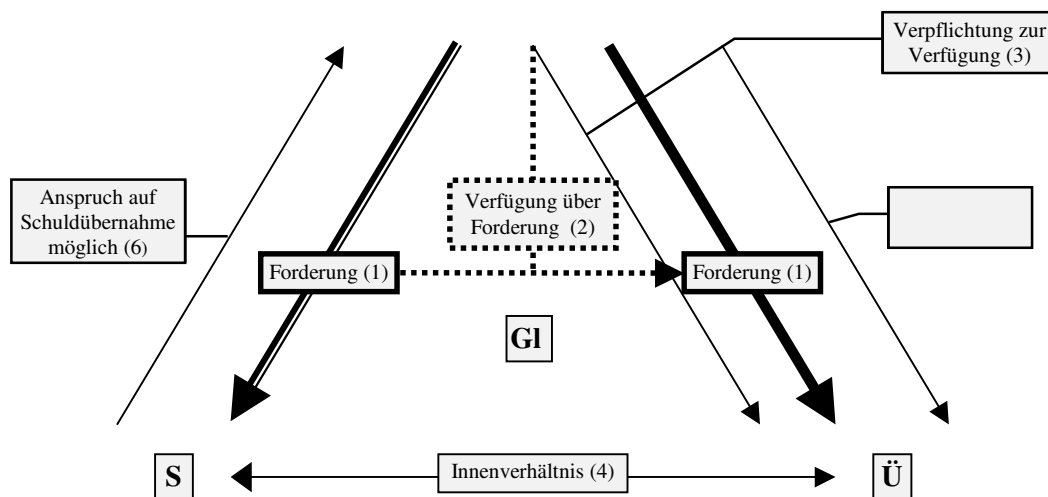 Verpflichtung zur
Verfügung (3)
Anspruch auf
Schuldübernahme
möglich (6)
Verfügung über
Forderung (2)
Forderung (1)
Forderung (1)
Gl
S
Innenverhältnis (4)
Ü